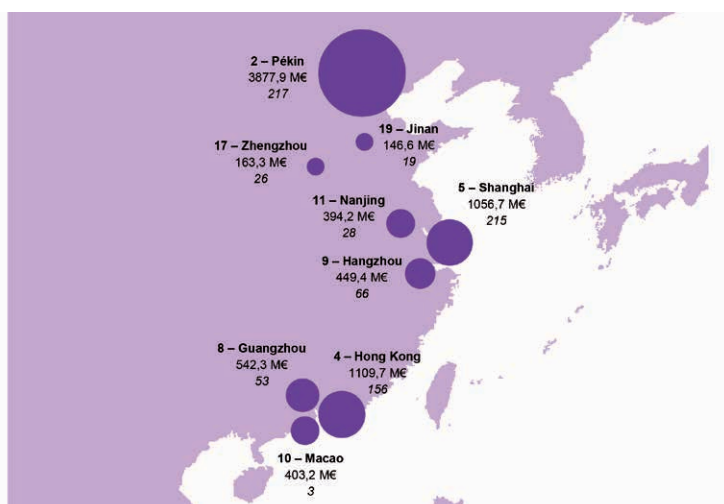 2 – Pékin
3877,9 M€
217
19 – Jinan
146,6 M€
19
17 – Zhengzhou
163,3 M€
26
5 – Shanghai
1056,7 M€
215
11 – Nanjing
394,2 M€
28
9 – Hangzhou
449,4 M€
66
8 – Guangzhou
542,3 M€
53
4 – Hong Kong
1109,7 M€
156
10 – Macao
403,2 M€
3